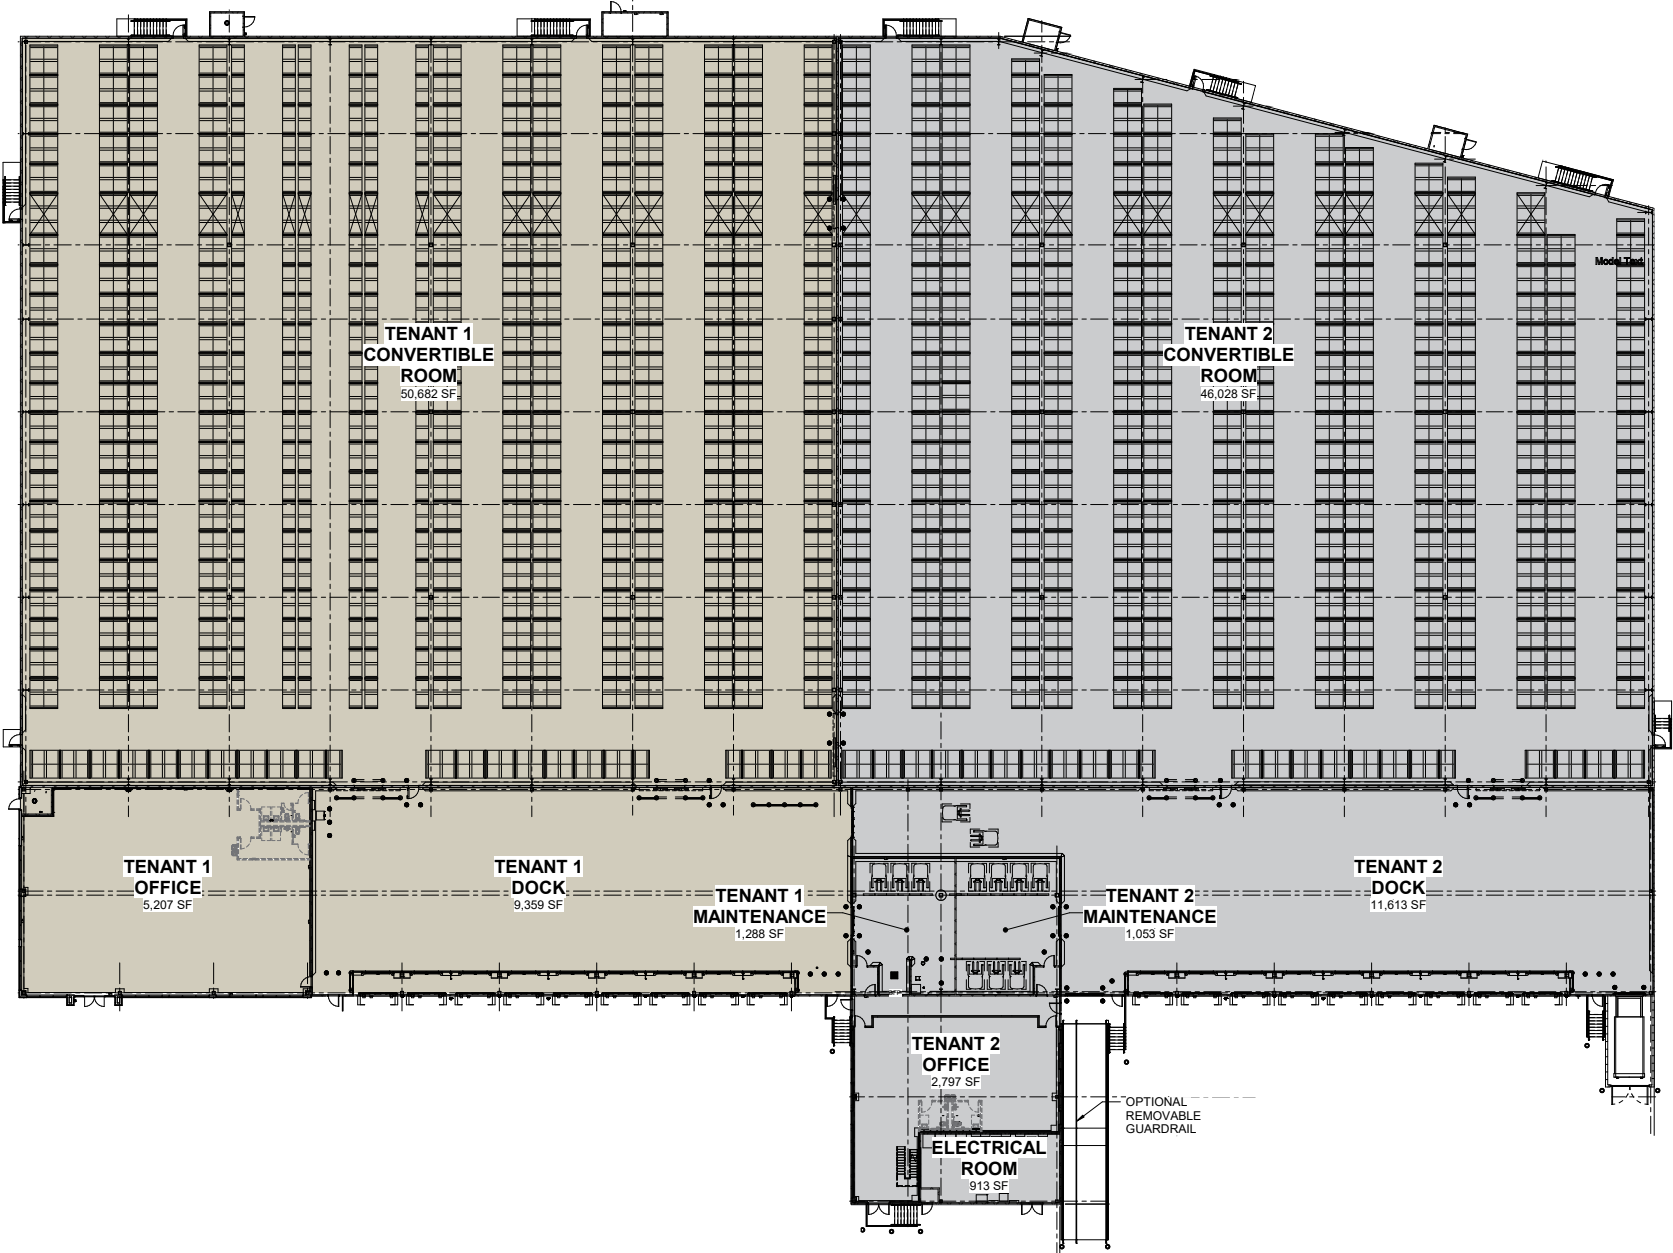 Model Text
TENANT 1
CONVERTIBLE
ROOM
50,682 SF
TENANT 2
CONVERTIBLE
ROOM
46,028 SF
TENANT 1
OFFICE
5,207 SF
TENANT 1
DOCK
9,359 SF
TENANT 1
MAINTENANCE
1,288 SF
TENANT 2
MAINTENANCE
1,053 SF
TENANT 2
DOCK
11,613 SF
TENANT 2
OFFICE
2,797 SF
OPTIONAL
REMOVABLE
GUARDRAIL
ELECTRICAL
ROOM
913 SF